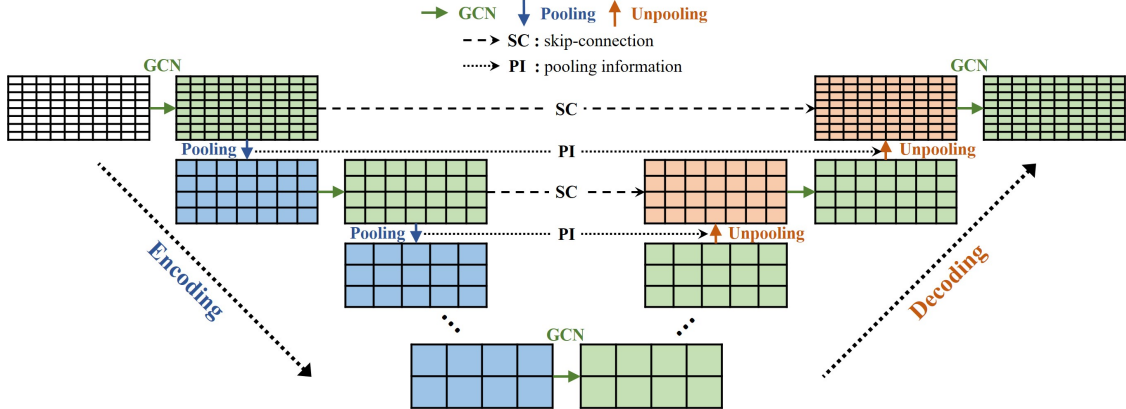 GCN Pooling Unpooling
SC : skip-connection
PI : pooling information
GCN
GCN
SC
Pooling
PI
Unpooling
SC
Pooling
PI
Unpooling
Encoding
Decoding
GCN